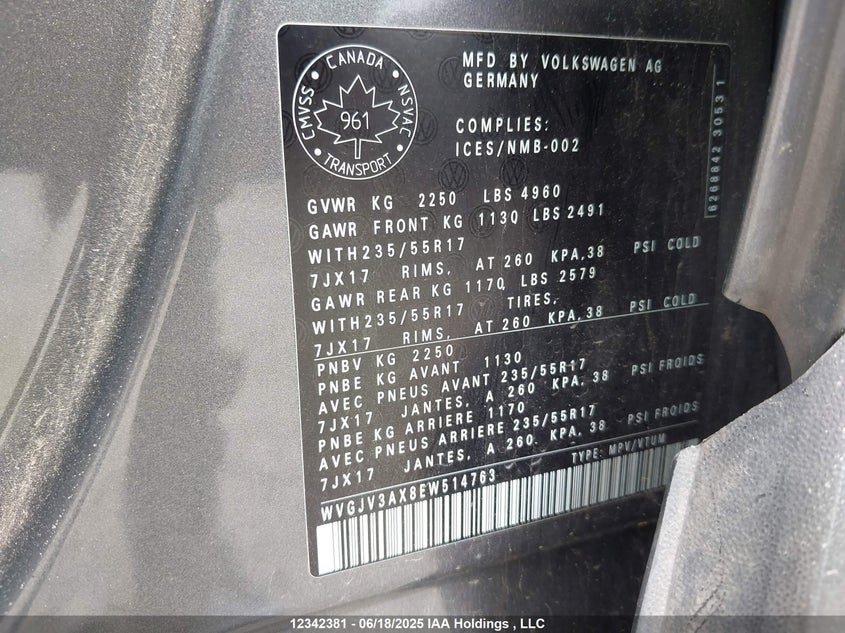 CANADA
CMVSS
NSVAC
961
TRANSPORT
MFD BY VOLKSWAGEN AG
GERMANY
COMPLIES:
ICES/NMB-002
6268842 3053 1
GVWR KG 2250 LBS 4960
GAWR FRONT KG 1130 LBS 2491
WITH235/55R17
7JX17 RIMS, AT 260 KPA,38 PSI COLD
GAWR REAR KG 1170 LBS 2579
WITH235/55R17 TIRES,
7JX17 RIMS, AT 260 KPA,38 PSI COLD
PNBV KG 2250
PNBE KG AVANT 1130
AVEC PNEUS AVANT 235/55R17
7JX17 JANTES, A 260 KPA, 38 PSI FROIDS
PNBE KG ARRIERE 1170
AVEC PNEUS ARRIERE 235/55R17
7JX17 JANTES, A 260. KPA, 38 PSI FROIDS
WVGJV3AX8EW514763 TYPE: MPV/VTUM
12342381 - 06/18/2025 IAA Holdings , LLC